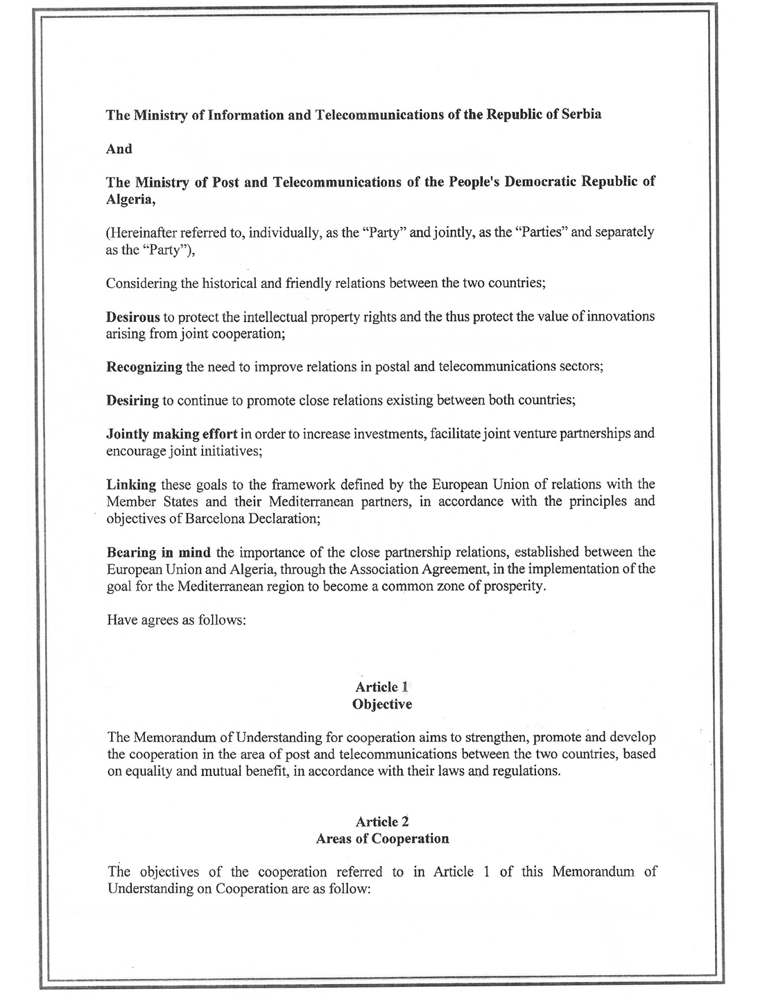 The Ministry of Information and Telecommunications of the Republic of Serbia
And
The Ministry of Post and Telecommunications of the People's Democratic Republic of
Algeria,
(Hereinafter referred to, individually, as the “Party” and jointly, as the “Parties” and separately
as the “Party”),
Considering the historical and friendly relations between the two countries;
Desirous to protect the intellectual property rights and the thus protect the value of innovations
arising from joint cooperation;
Recognizing the need to improve relations in postal and telecommunications sectors;
Desiring to continue to promote close relations existing between both countries;
Jointly making effort in order to increase investments, facilitate joint venture partnerships and
encourage joint initiatives;
Linking these goals to the framework defined by the European Union of relations with the
Member States and their Mediterranean partners, in accordance with the principles and
objectives of Barcelona Declaration;
Bearing in mind the importance of the close partnership relations, established between the
European Union and Algeria, through the Association Agreement, in the implementation of the
goal for the Mediterranean region to become a common zone of prosperity.
Have agrees as follows:
Article 1
Objective
The Memorandum of Understanding for cooperation aims to strengthen, promote and develop
the cooperation in the area of post and telecommunications between the two countries, based
on equality and mutual benefit, in accordance with their laws and regulations.
Article 2
Areas of Cooperation
The objectives of the cooperation referred to in Article 1 of this Memorandum of
Understanding on Cooperation are as follow: